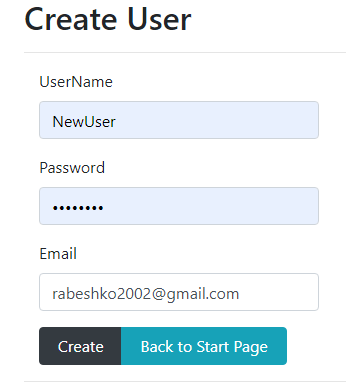 Create User
UserName
NewUser
Password
••••••••
Email
rabeshko2002@gmail.com
Create Back to Start Page